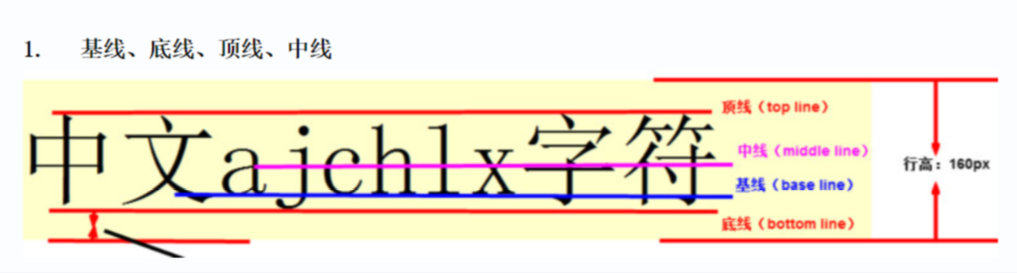 1. 基线、底线、顶线、中线
顶线（top line）
中文ajchlx字符
中线（middle line）
行高：160px
基线（base line）
底线（bottom line）